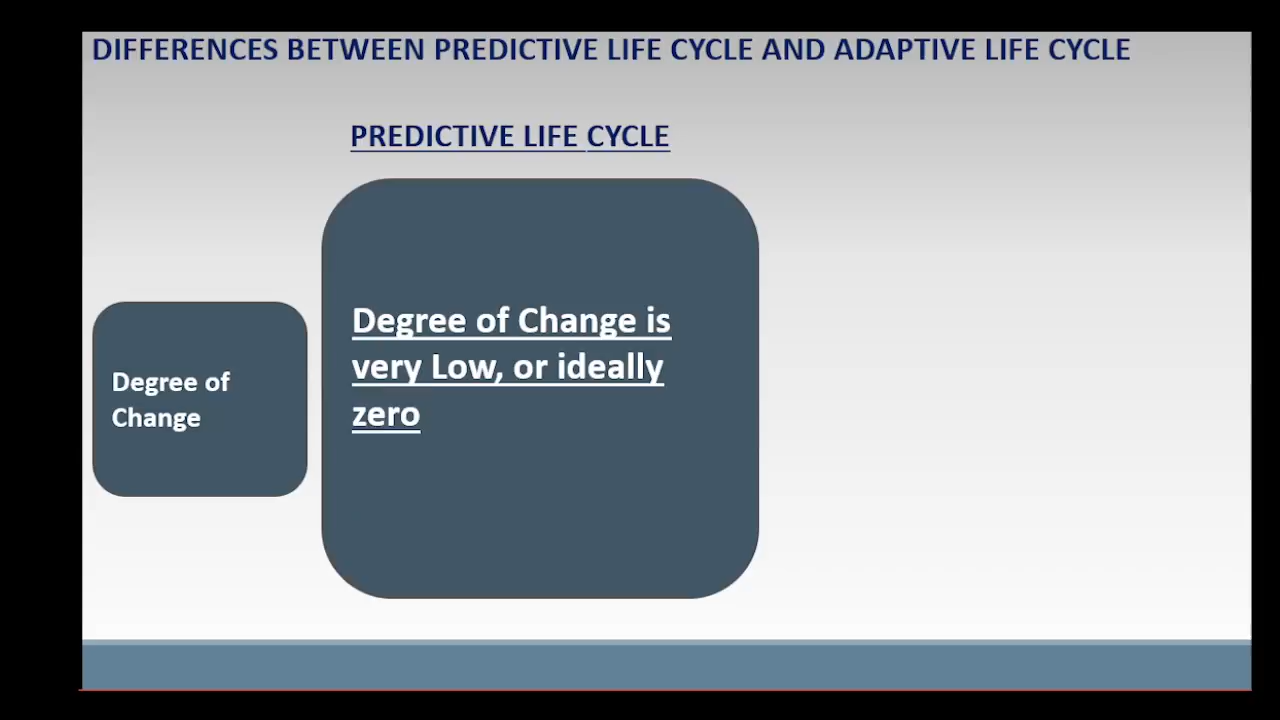 DIFFERENCES BETWEEN PREDICTIVE LIFE CYCLE AND ADAPTIVE LIFE CYCLE
PREDICTIVE LIFE CYCLE
Degree of
Change
Degree of Change is
very Low, or ideally
zero